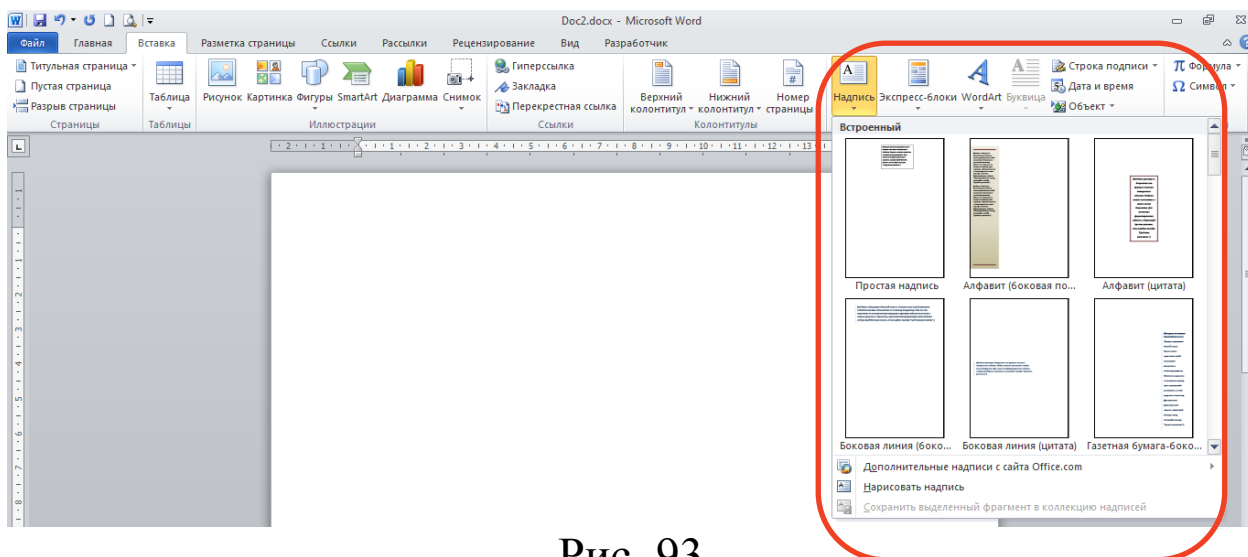 Doc2.docx - Microsoft Word
Файл Главная Вставка Разметка страницы Ссылки Рассылки Рецензирование Вид Разработчик
Титульная страница
Пустая страница
Разрыв страницы
Страницы
Таблица
Таблицы
Рисунок Картинка Фигуры SmartArt Диаграмма Снимок
Иллюстрации
Гиперссылка
Закладка
Перекрестная ссылка
Ссылки
Верхний колонтитул
Нижний колонтитул
Номер страницы
Колонтитулы
Надпись Экспресс-блоки WordArt Буквица
Строка подписи
Дата и время
Объект
π Формула
Ω Символ
Встроенный
Простая надпись Алфавит (боковая по... Алфавит (цитата)
Боковая линия (боко... Боковая линия (цитата) Газетная бумага-боко...
Дополнительные надписи с сайта Office.com
Нарисовать надпись
Сохранить выделенный фрагмент в коллекцию надписей
Рис. 93